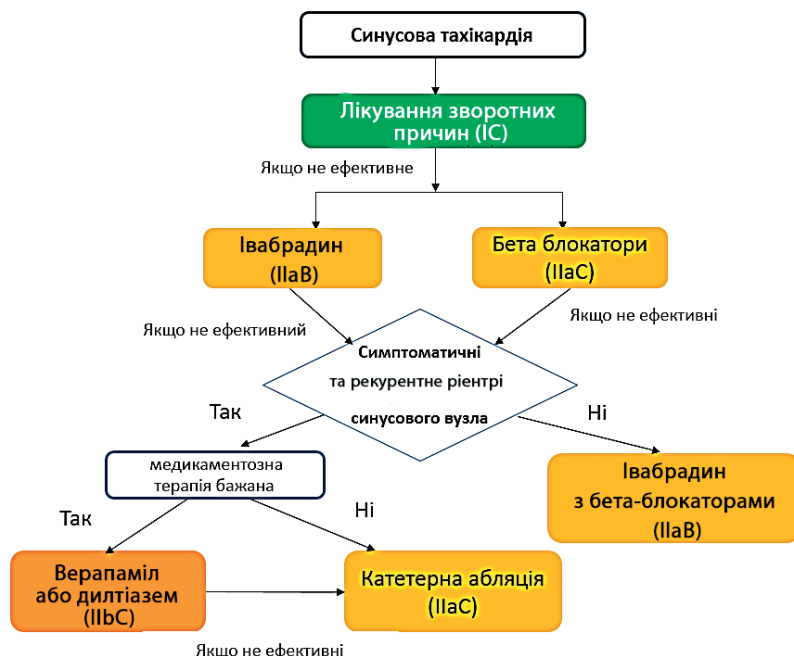 Синусова тахікардія
Лікування зворотних
причин (IC)
Якщо не ефективне
Івабрадин
(IIaB)
Бета блокатори
(IIaC)
Якщо не ефективний
Якщо не ефективні
Симптоматичні
та рекурентне ріентрі
синусового вузла
Так
Ні
медикаментозна
терапія бажана
Івабрадин
з бета-блокаторами
(IIaB)
Так
Ні
Верапаміл
або дилтіазем
(IIbC)
Катетерна абляція
(IIaC)
Якщо не ефективні